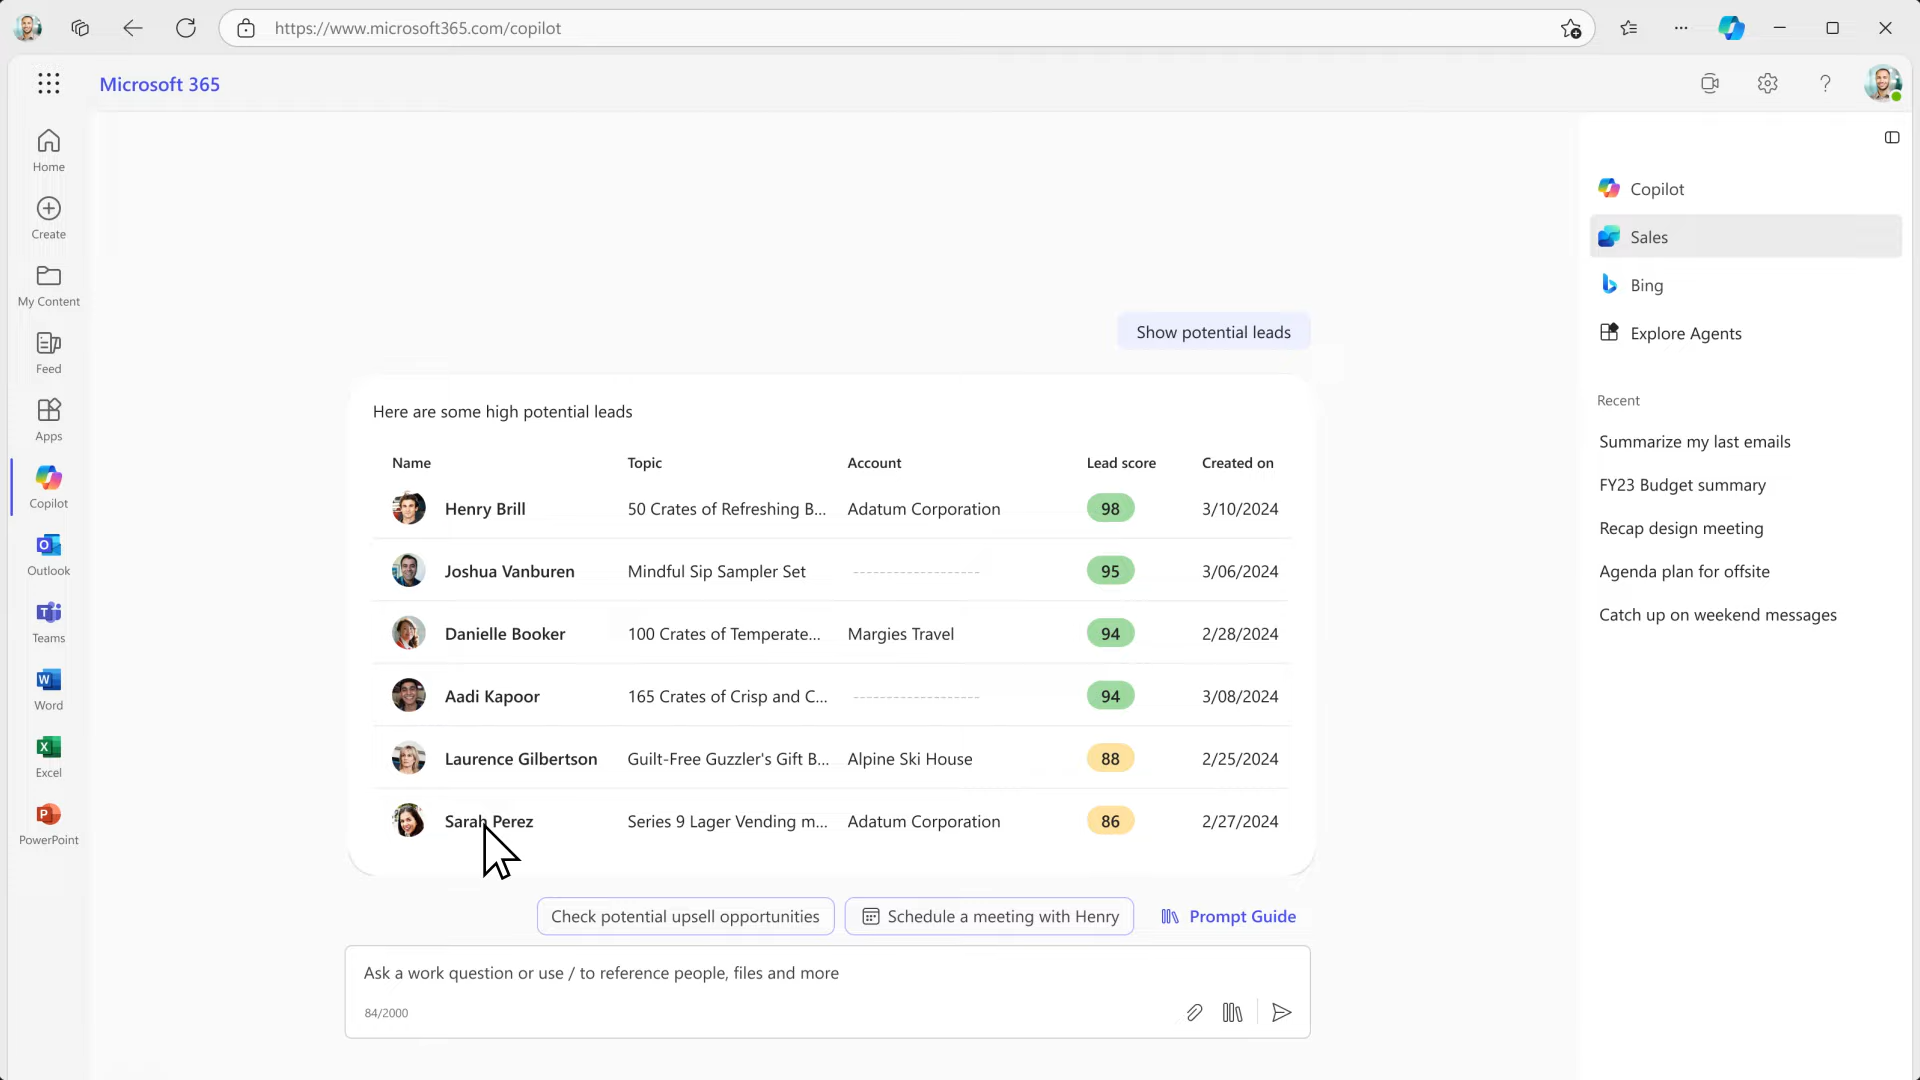 https://www.microsoft365.com/copilot
Microsoft 365
Home
Create
My Content
Feed
Apps
Copilot
Outlook
Teams
Word
Excel
PowerPoint
Show potential leads
Here are some high potential leads
Name Topic Account Lead score Created on
Henry Brill 50 Crates of Refreshing B... Adatum Corporation 98 3/10/2024
Joshua Vanburen Mindful Sip Sampler Set --------------------- 95 3/06/2024
Danielle Booker 100 Crates of Temperate... Margies Travel 94 2/28/2024
Aadi Kapoor 165 Crates of Crisp and C... --------------------- 94 3/08/2024
Laurence Gilbertson Guilt-Free Guzzler's Gift B... Alpine Ski House 88 2/25/2024
Sarah Perez Series 9 Lager Vending m... Adatum Corporation 86 2/27/2024
Check potential upsell opportunities Schedule a meeting with Henry Prompt Guide
Ask a work question or use / to reference people, files and more
84/2000
Copilot
Sales
Bing
Explore Agents
Recent
Summarize my last emails
FY23 Budget summary
Recap design meeting
Agenda plan for offsite
Catch up on weekend messages